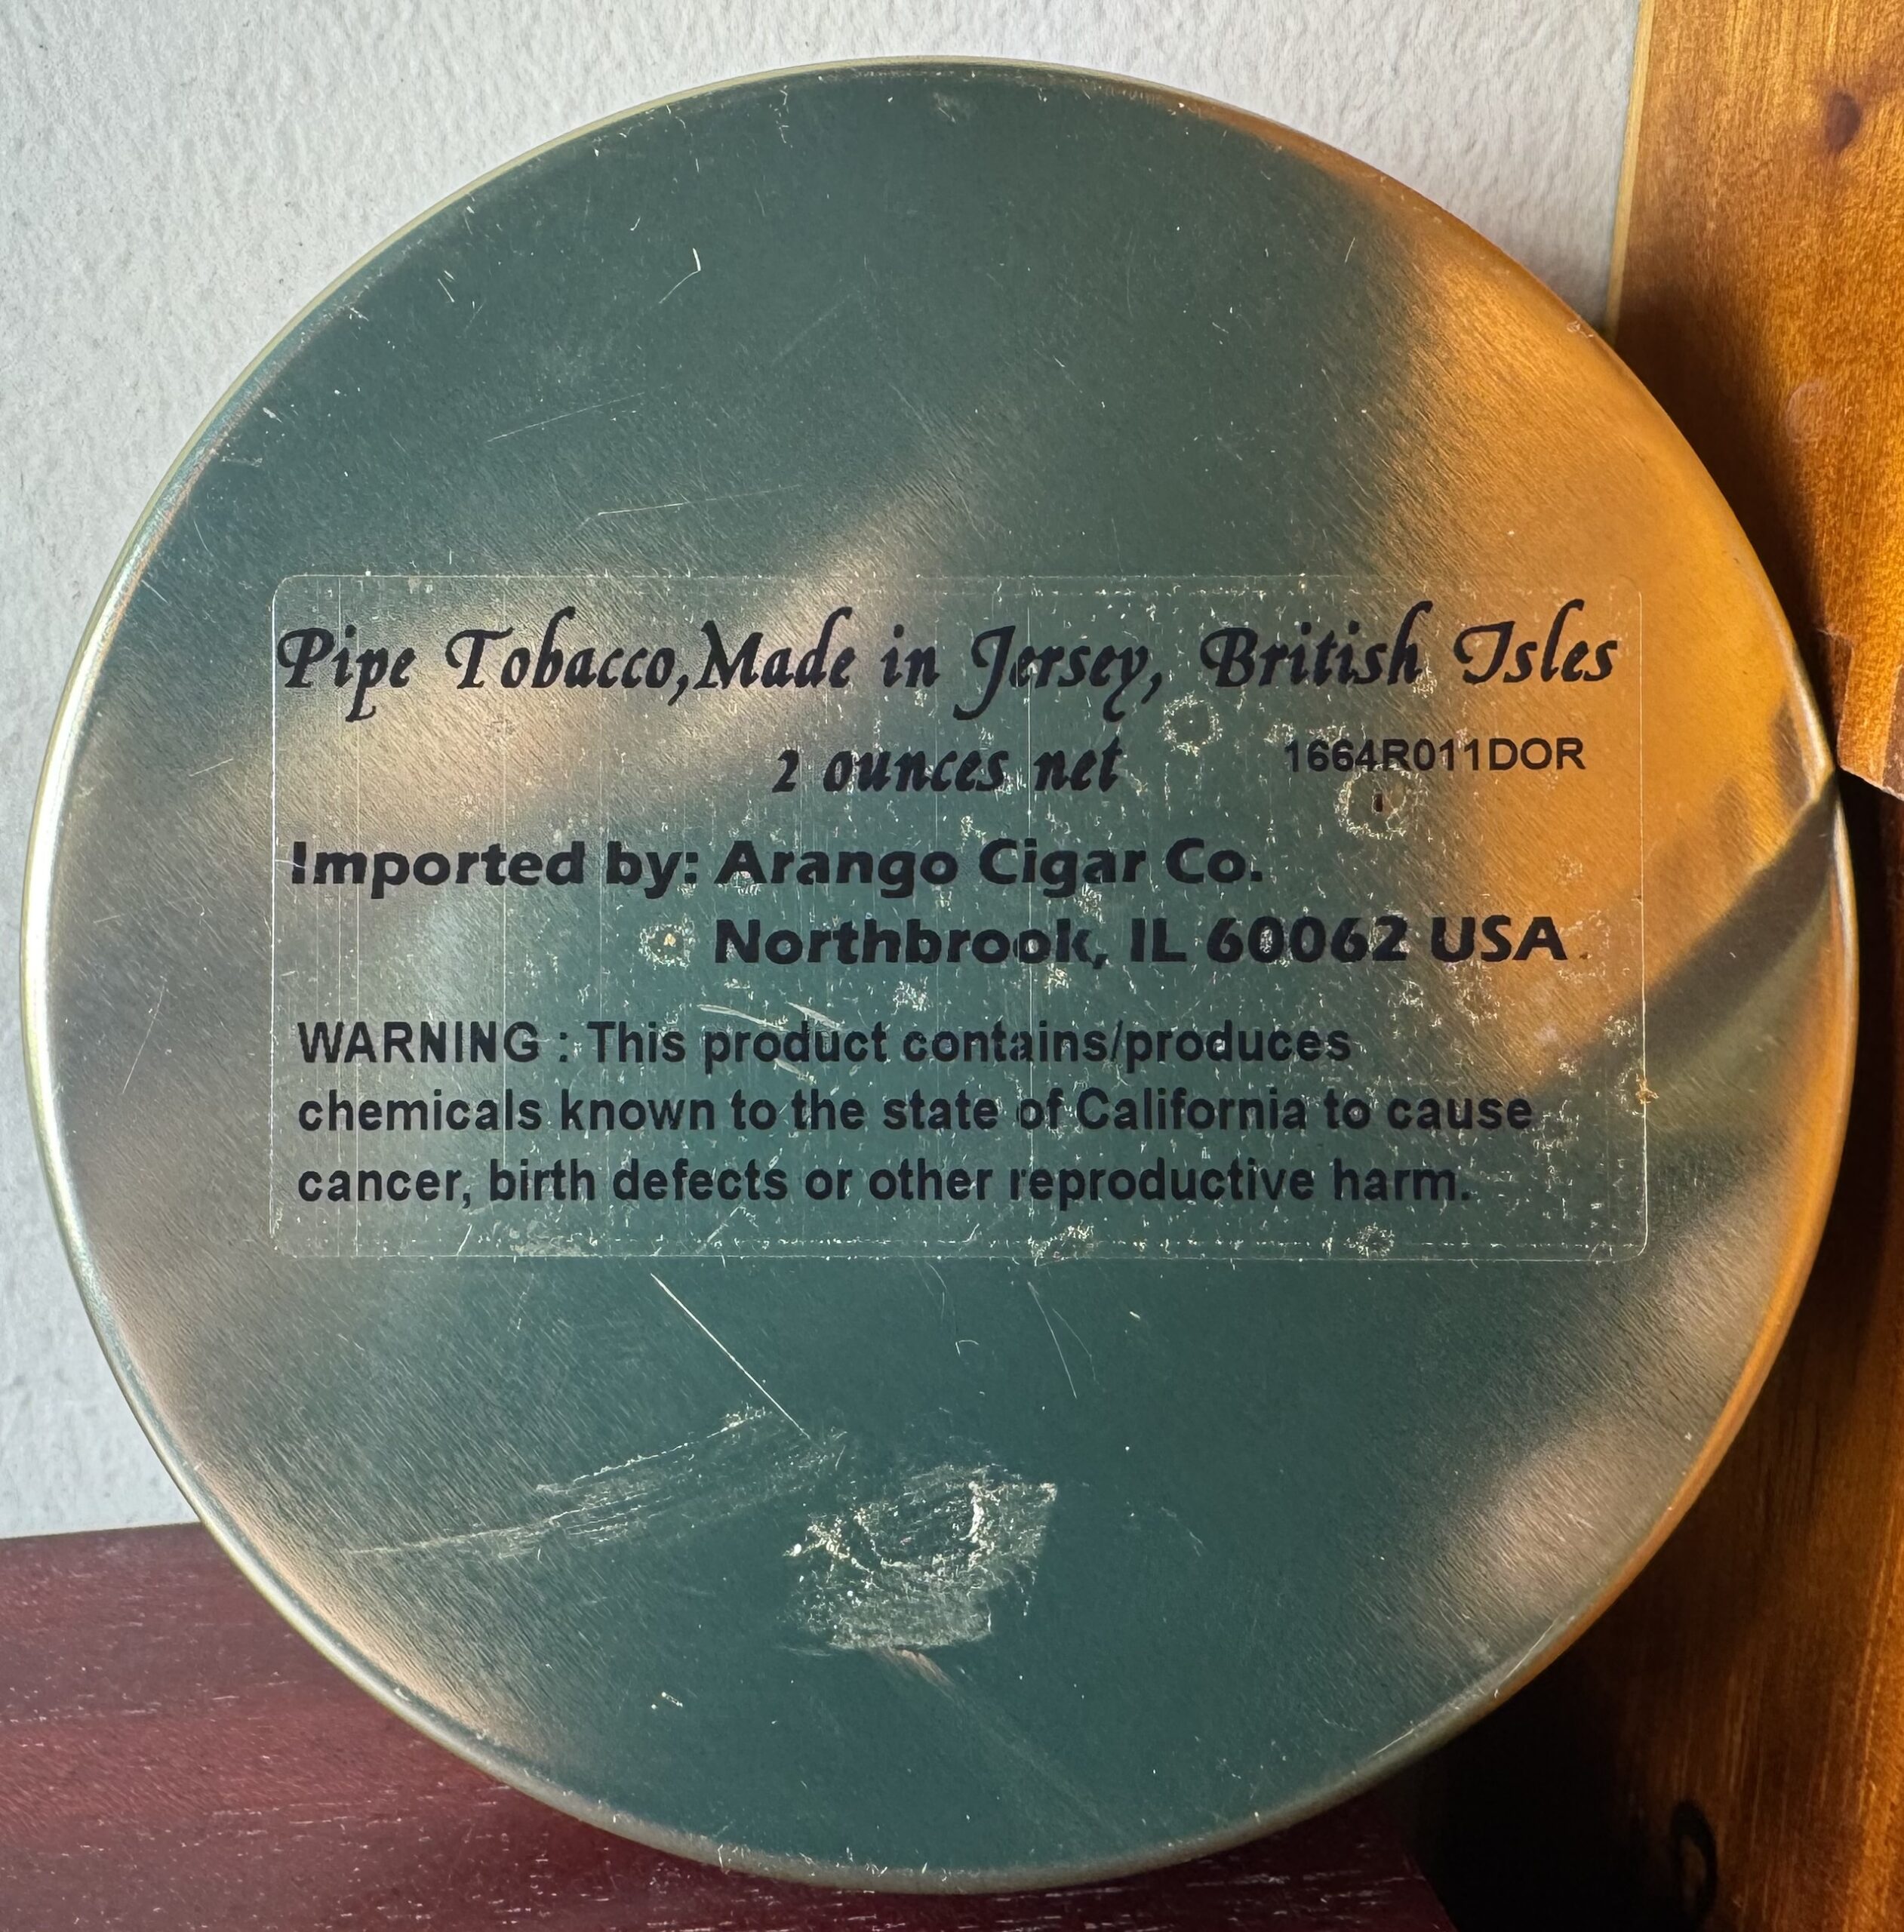 Pipe Tobacco,Made in Jersey, British Isles
2 ounces net 1664R011DOR
Imported by: Arango Cigar Co.
Northbrook, IL 60062 USA
WARNING : This product contains/produces
chemicals known to the state of California to cause
cancer, birth defects or other reproductive harm.